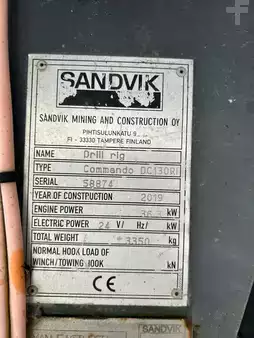 SANDVIK
SANDVIK MINING AND CONSTRUCTION OY
PIHTISULUNKATU 9
FI - 33330 TAMPERE FINLAND
NAME Drill rig
TYPE Commando DC130Ri
SERIAL S8874
YEAR OF CONSTRUCTION 2019
ENGINE POWER kW
ELECTRIC POWER 24 V/ Hz/ kW
TOTAL WEIGHT 3350 kg
NORMAL HOOK LOAD OF
WINCH/TOWING HOOK kN
CE
SANDVIK